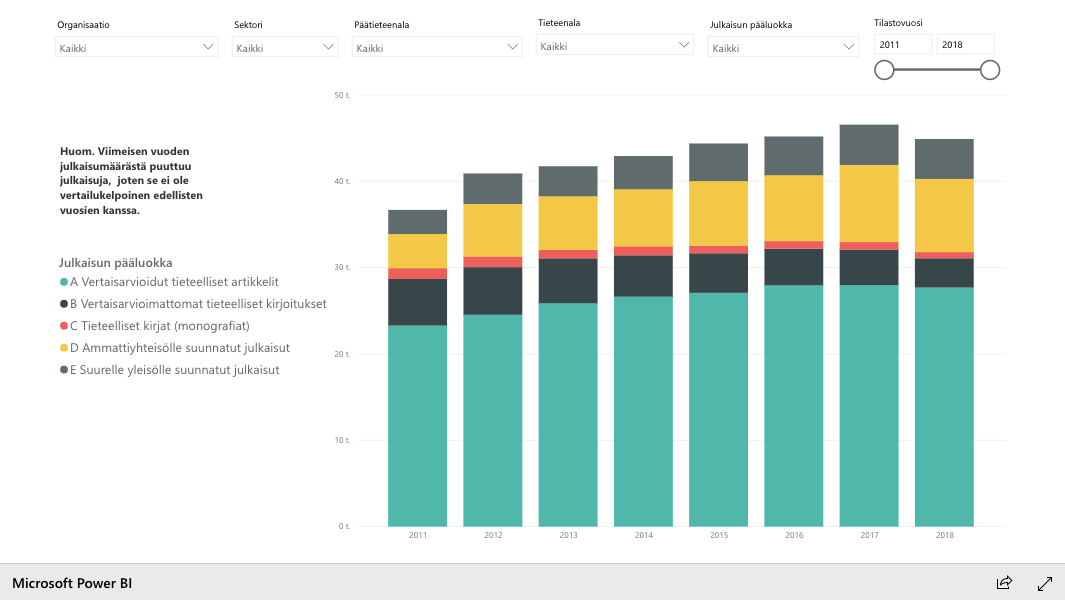 Organisaatio
Kaikki
Sektori
Kaikki
Päätieteenala
Kaikki
Tieteenala
Kaikki
Julkaisun pääluokka
Kaikki
Tilastovuosi
2011
2018
Huom. Viimeisen vuoden
julkaisumäärästä puuttuu
julkaisuja, joten se ei ole
vertailukelpoinen edellisten
vuosien kanssa.
Julkaisun pääluokka
A Vertaisarvioidut tieteelliset artikkelit
B Vertaisarvioimattomat tieteelliset kirjoitukset
C Tieteelliset kirjat (monografiat)
D Ammattiyhteisölle suunnatut julkaisut
E Suurelle yleisölle suunnatut julkaisut
50 t.
40 t.
30 t.
20 t.
10 t.
0 t.
2011 2012 2013 2014 2015 2016 2017 2018
Microsoft Power BI